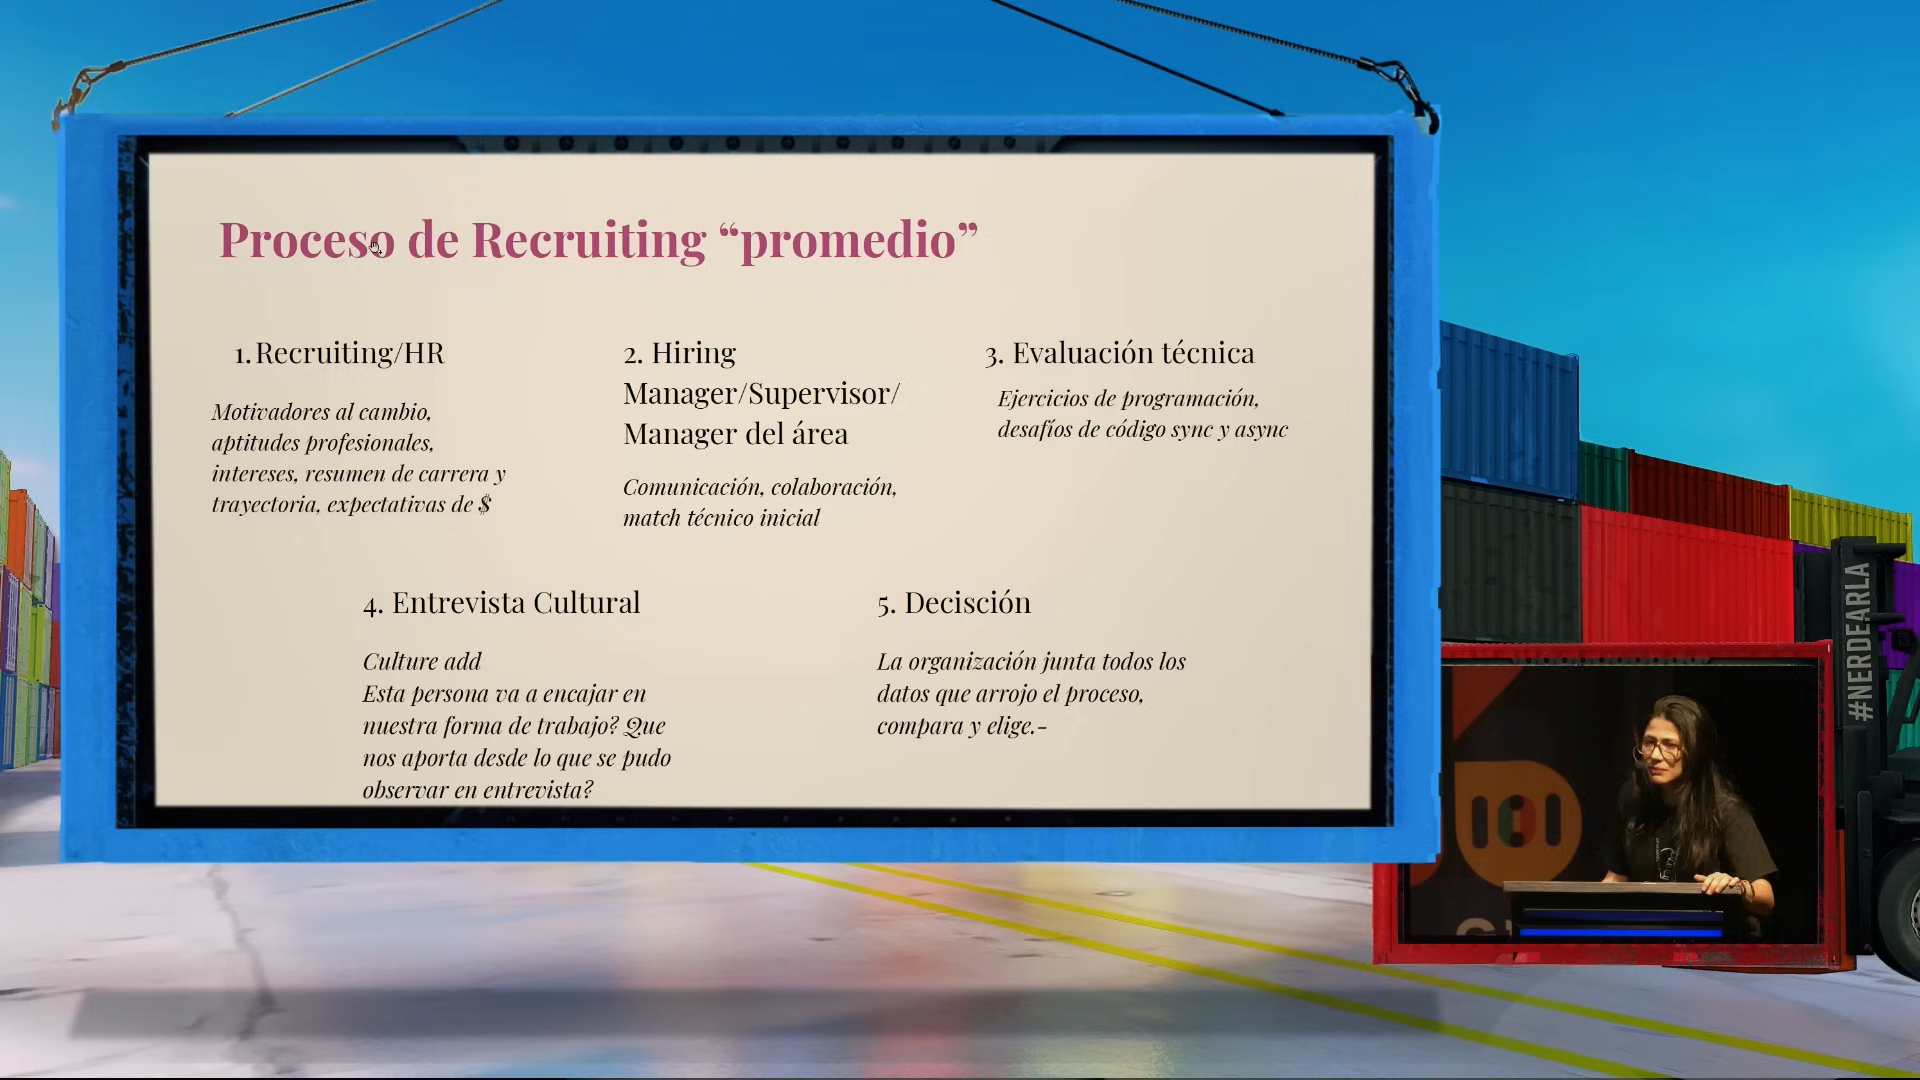 Proceso de Recruiting “promedio”
1. Recruiting/HR
Motivadores al cambio,
aptitudes profesionales,
intereses, resumen de carrera y
trayectoria, expectativas de $
2. Hiring
Manager/Supervisor/
Manager del área
Comunicación, colaboración,
match técnico inicial
3. Evaluación técnica
Ejercicios de programación,
desafíos de código sync y async
4. Entrevista Cultural
Culture add
Esta persona va a encajar en
nuestra forma de trabajo? Que
nos aporta desde lo que se pudo
observar en entrevista?
5. Decisción
La organización junta todos los
datos que arrojo el proceso,
compara y elige.-
#NERDEARLA